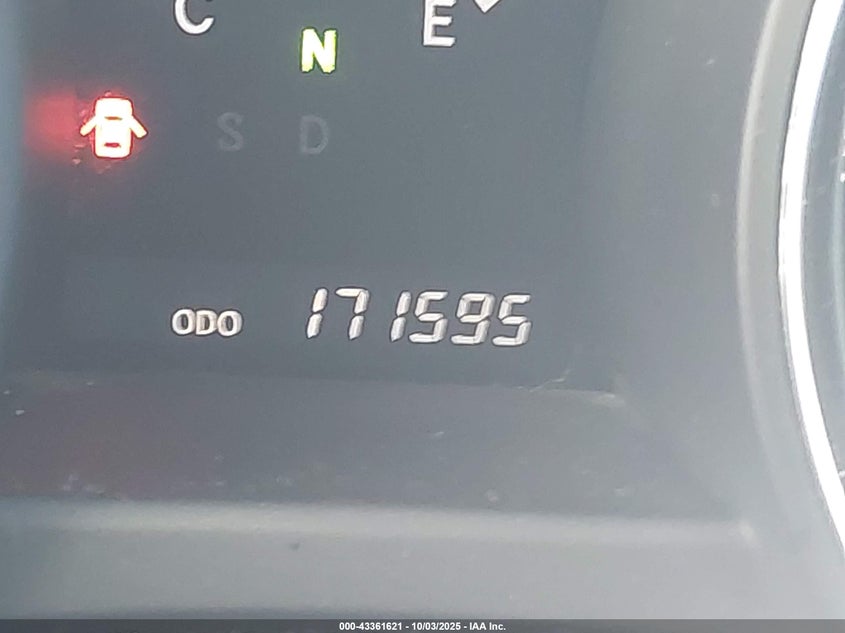 C
E
N
S D
ODO 171595
000-43361621 - 10/03/2025 - IAA Inc.